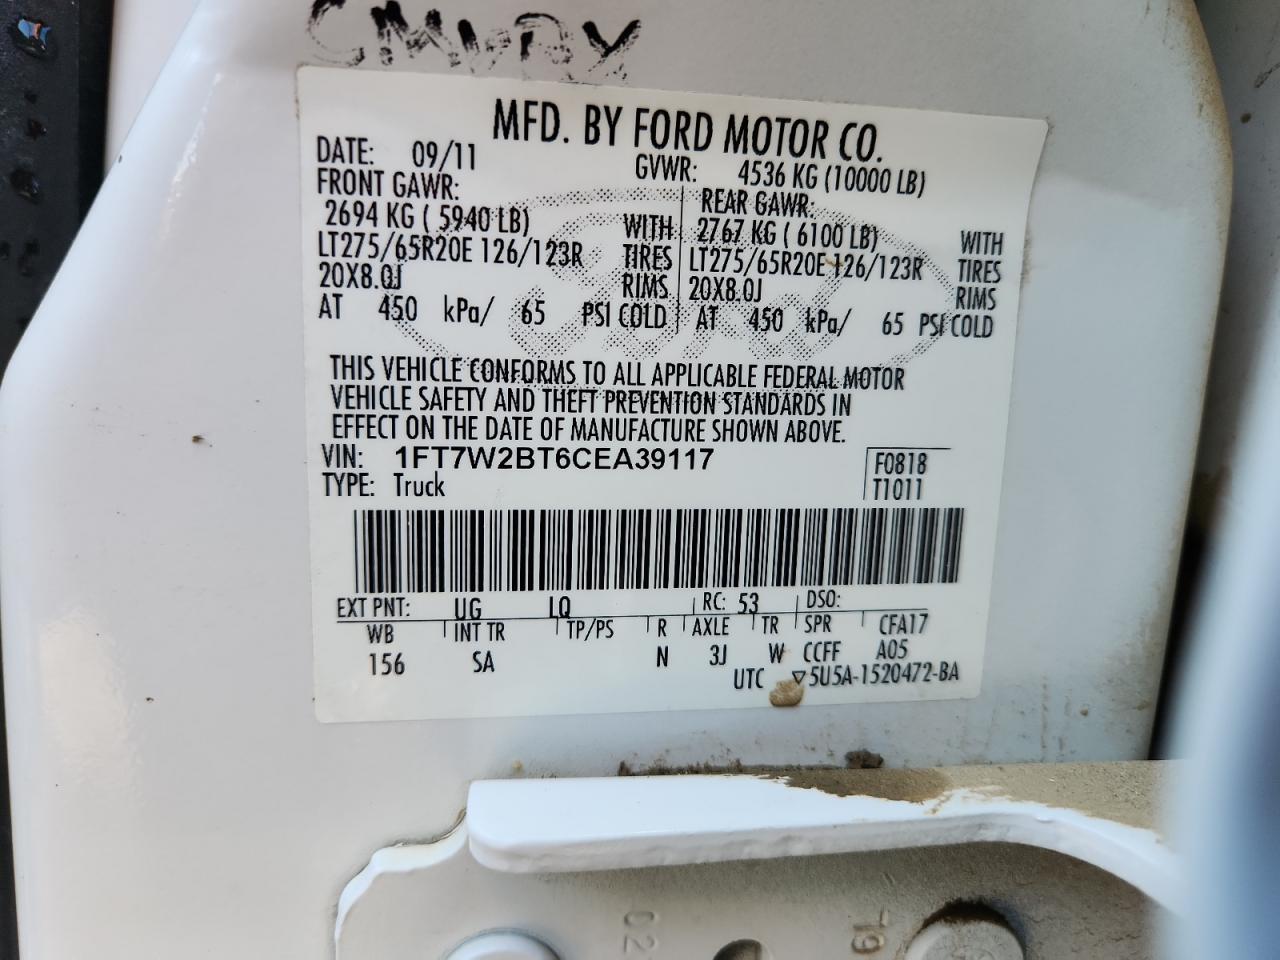 MFD. BY FORD MOTOR CO.
DATE: 09/11 GVWR: 4536 KG (10000 LB)
FRONT GAWR: REAR GAWR:
2694 KG ( 5940 LB) WITH 2767 KG ( 6100 LB) WITH
LT275/65R20E 126/123R TIRES LT275/65R20E 126/123R TIRES
20X8.0J RIMS 20X8.0J RIMS
AT 450 kPa/ 65 PSI COLD AT 450 kPa/ 65 PSI COLD
THIS VEHICLE CONFORMS TO ALL APPLICABLE FEDERAL MOTOR
VEHICLE SAFETY AND THEFT PREVENTION STANDARDS IN
EFFECT ON THE DATE OF MANUFACTURE SHOWN ABOVE.
VIN: 1FT7W2BT6CEA39117 F0818
TYPE: Truck T1011
EXT PNT: UG LQ RC: 53 DSO:
WB INT TR TP/PS R AXLE TR SPR CFA17
156 SA N 3J W CCFF A05
UTC ▽5U5A-1520472-BA
02 79